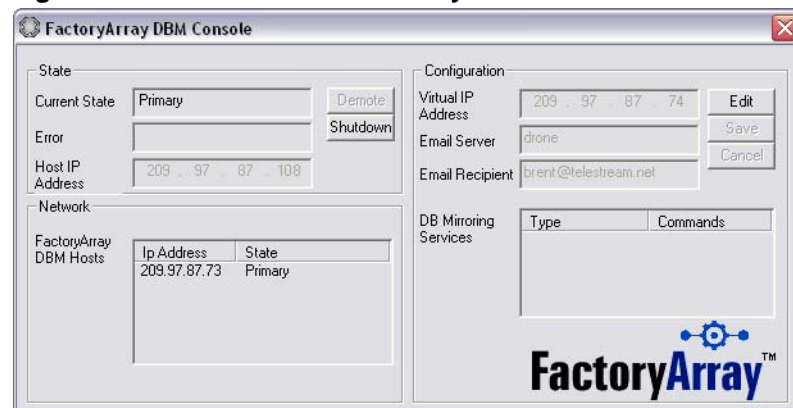 FactoryArray DBM Console
State
Current State Primary Demote
Error Shutdown
Host IP Address 209 . 97 . 87 . 108
Network
FactoryArray DBM Hosts
Ip Address State
209.97.87.73 Primary
Configuration
Virtual IP Address 209 . 97 . 87 . 74 Edit
Email Server drone Save
Cancel
Email Recipient brent@telestream.net
DB Mirroring Services
Type Commands
FactoryArray™